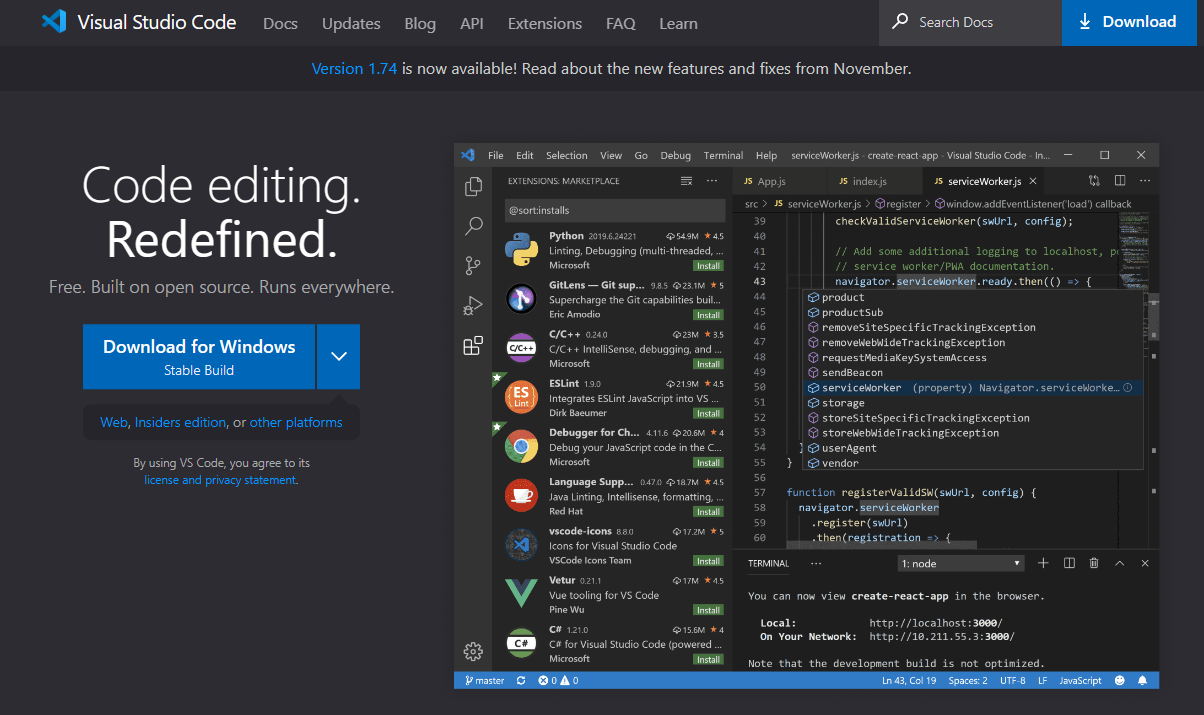 Visual Studio Code Docs Updates Blog API Extensions FAQ Learn Search Docs Download
Version 1.74 is now available! Read about the new features and fixes from November.
Code editing.
Redefined.
Free. Built on open source. Runs everywhere.
Download for Windows
Stable Build
Web, Insiders edition, or other platforms
By using VS Code, you agree to its
license and privacy statement.
File Edit Selection View Go Debug Terminal Help serviceWorker.js - create-react-app - Visual Studio Code - In...
EXTENSIONS: MARKETPLACE
@sort:installs
Python 2019.6.24221 54.9M 4.5
Linting, Debugging (multi-threaded, ...
Microsoft Install
GitLens — Git sup... 9.8.5 23.1M 5
Supercharge the Git capabilities buil...
Eric Amodio Install
C/C++
C/C++ 0.24.0 23M 3.5
C/C++ IntelliSense, debugging, and ...
Microsoft Install
ES
Lint
ESLint 1.9.0 21.9M 4.5
Integrates ESLint JavaScript into VS ...
Dirk Baeumer Install
Debugger for Ch... 4.11.6 20.6M 4
Debug your JavaScript code in the C...
Microsoft Install
Language Supp... 0.47.0 18.7M 4.5
Java Linting, Intellisense, formatting, ...
Red Hat Install
vscode-icons 8.8.0 17.2M 5
Icons for Visual Studio Code
VSCode Icons Team Install
Vetur 0.21.1 17M 4.5
Vue tooling for VS Code
Pine Wu Install
C#
C# 1.21.0 15.6M 4
C# for Visual Studio Code (powered ...
Microsoft Install
JS App.js JS index.js JS serviceWorker.js
src > JS serviceWorker.js > register > window.addEventListener('load') callback
39 checkValidServiceWorker(swUrl, config);
40
41 // Add some additional logging to localhost, po
42 // service worker/PWA documentation.
43 navigator.serviceWorker.ready.then(() => {
44 product
45 productSub
46 removeSiteSpecificTrackingException
47 removeWebWideTrackingException
48 requestMediaKeySystemAccess
49 sendBeacon
50 serviceWorker (property) Navigator.serviceWorke...
51 storage
52 storeSiteSpecificTrackingException
53 storeWebWideTrackingException
54 } userAgent
55 } vendor
56
57 function registerValidSW(swUrl, config) {
58 navigator.serviceWorker
59 .register(swUrl)
60 .then(registration => {
TERMINAL ... 1: node
You can now view create-react-app in the browser.
Local: http://localhost:3000/
On Your Network: http://10.211.55.3:3000/
Note that the development build is not optimized.
master 0 0 Ln 43, Col 19 Spaces: 2 UTF-8 LF JavaScript